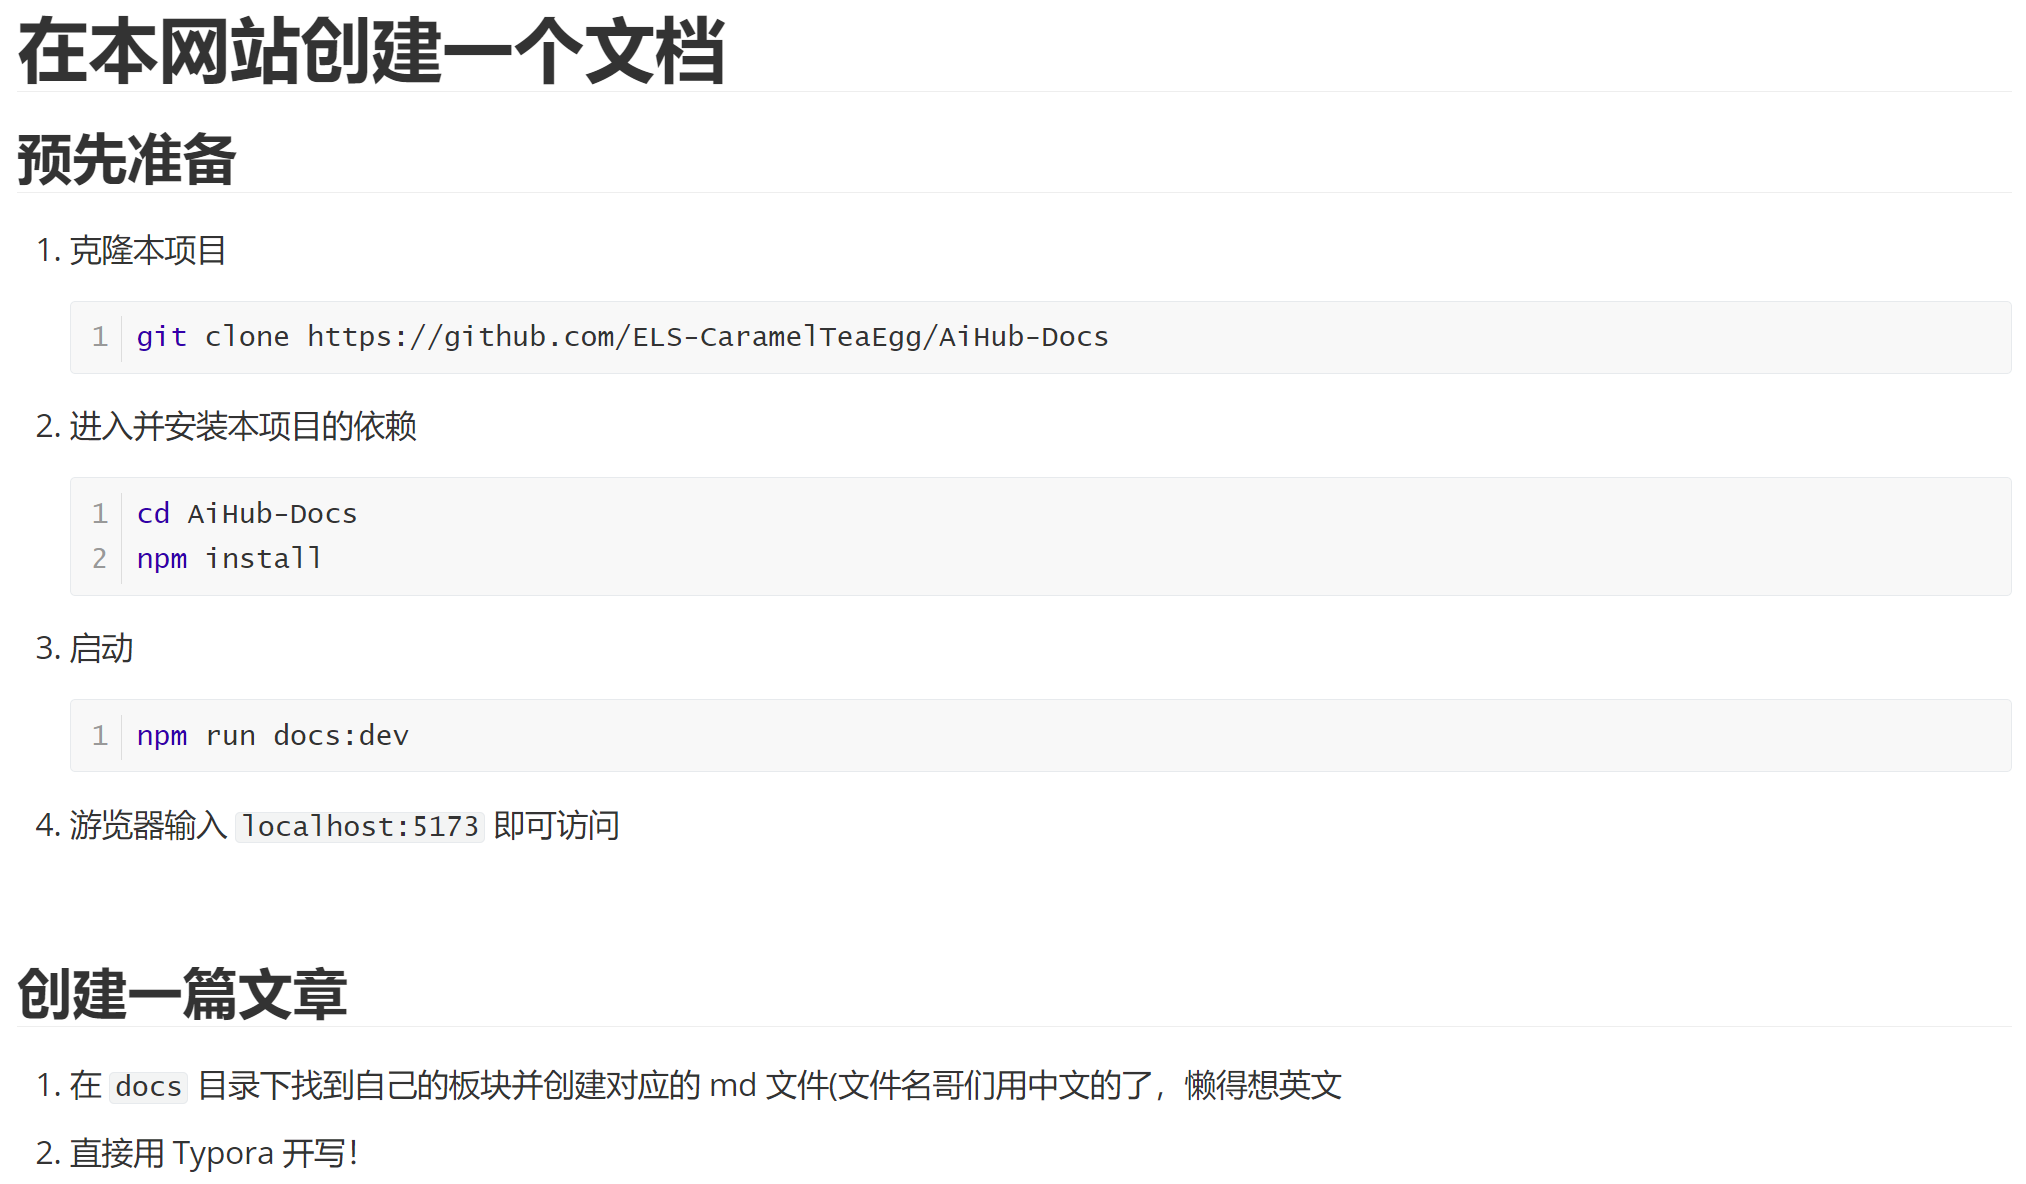 在本网站创建一个文档
预先准备
1. 克隆本项目
1 git clone https://github.com/ELS-CaramelTeaEgg/AiHub-Docs
2. 进入并安装本项目的依赖
1 cd AiHub-Docs
2 npm install
3. 启动
1 npm run docs:dev
4. 游览器输入 localhost:5173 即可访问
创建一篇文章
1. 在 docs 目录下找到自己的板块并创建对应的 md 文件(文件名哥们用中文的了，懒得想英文
2. 直接用 Typora 开写！